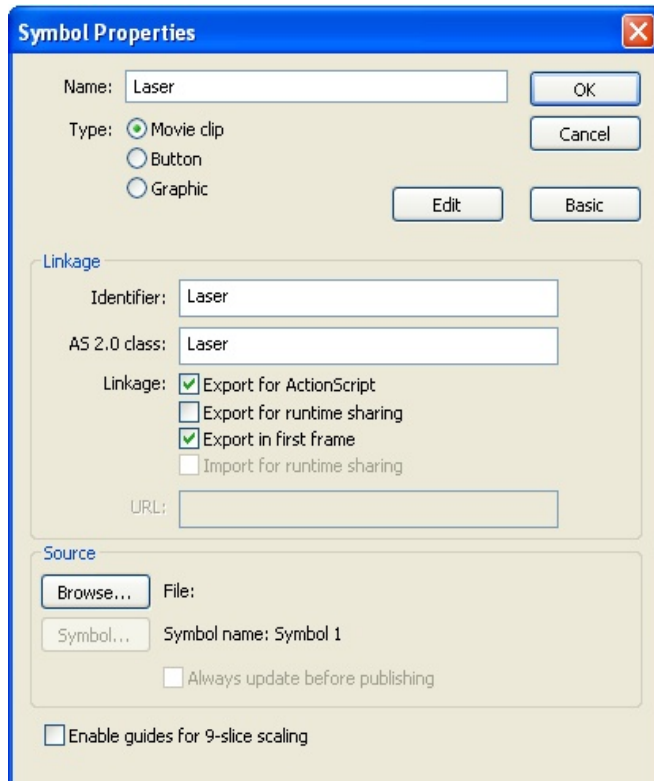 Symbol Properties
Name: Laser
OK
Type: Movie clip
Cancel
Button
Graphic
Edit
Basic
Linkage
Identifier: Laser
AS 2.0 class: Laser
Linkage: Export for ActionScript
Export for runtime sharing
Export in first frame
Import for runtime sharing
URL:
Source
Browse... File:
Symbol... Symbol name: Symbol 1
Always update before publishing
Enable guides for 9-slice scaling